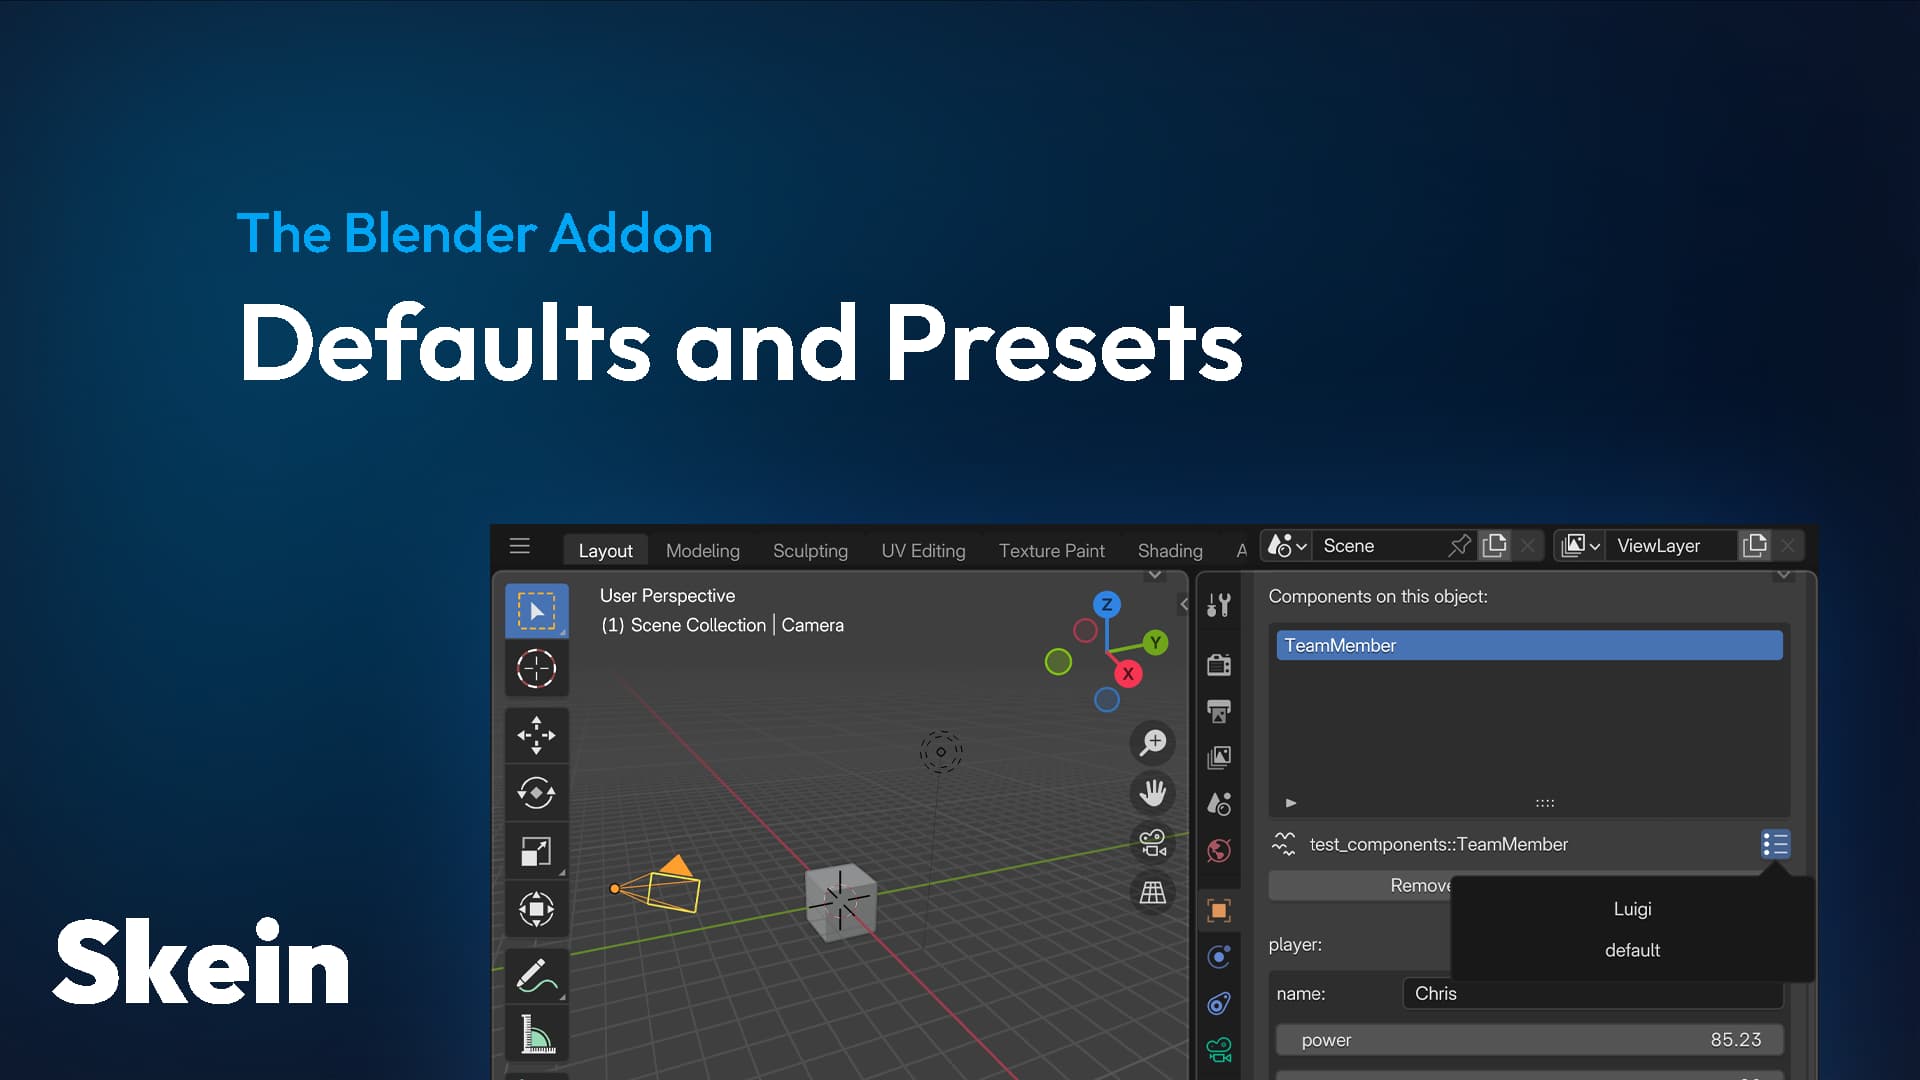 The Blender Addon
Defaults and Presets
Skein
Layout Modeling Sculpting UV Editing Texture Paint Shading A
Scene
ViewLayer
User Perspective
(1) Scene Collection | Camera
Z
Y
X
Components on this object:
TeamMember
test_components::TeamMember
Remove
Luigi
default
player:
name: Chris
power 85.23